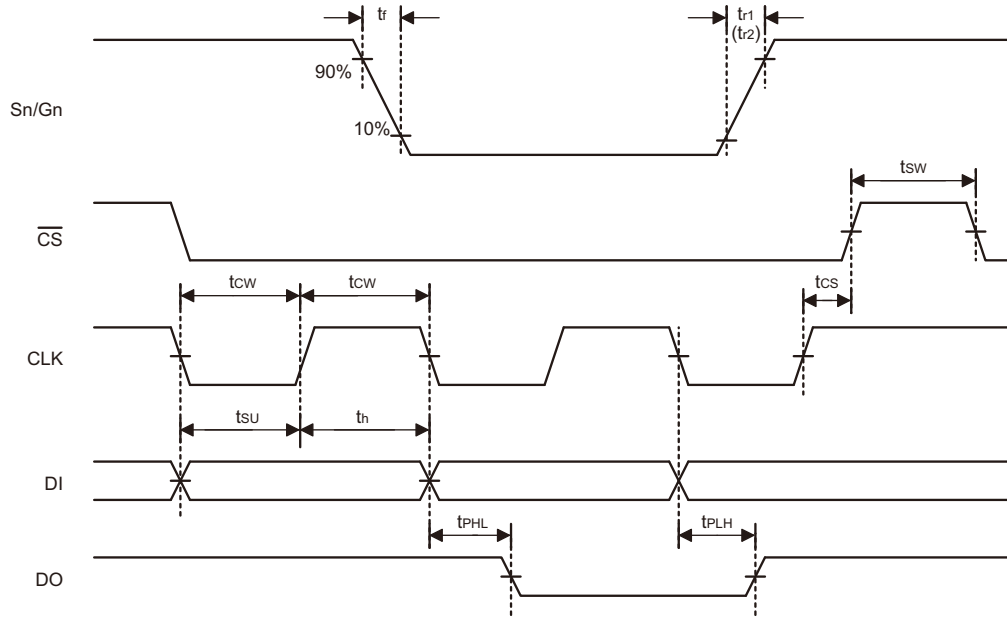 tf
tr1
(tr2)
90%
Sn/Gn
10%
tSW
CS
tCW
tCW
tCS
CLK
tSU
th
DI
tPHL
tPLH
DO